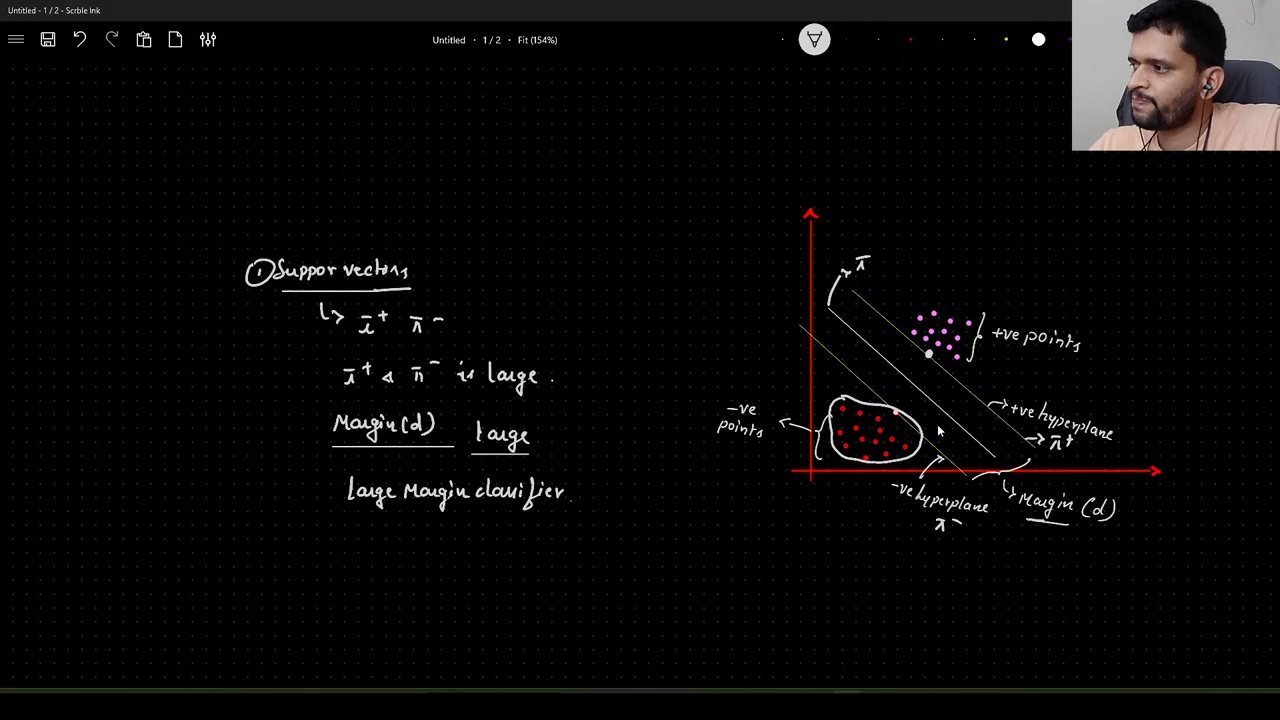 Untitled - 1 / 2 - Scrble Ink
Untitled · 1 / 2 · Fit (154%)
① Suppor vectors
↳ π⁺ π⁻
π⁺ & π⁻ is large .
Margin(d) large
large Margin clasifier.
π
+ve points
-ve
points
+ve hyperplane
π⁺
-ve hyperplane
π⁻
Margin (d)